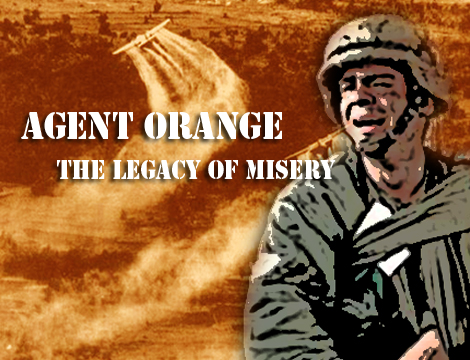 AGENT ORANGE
THE LEGACY OF MISERY